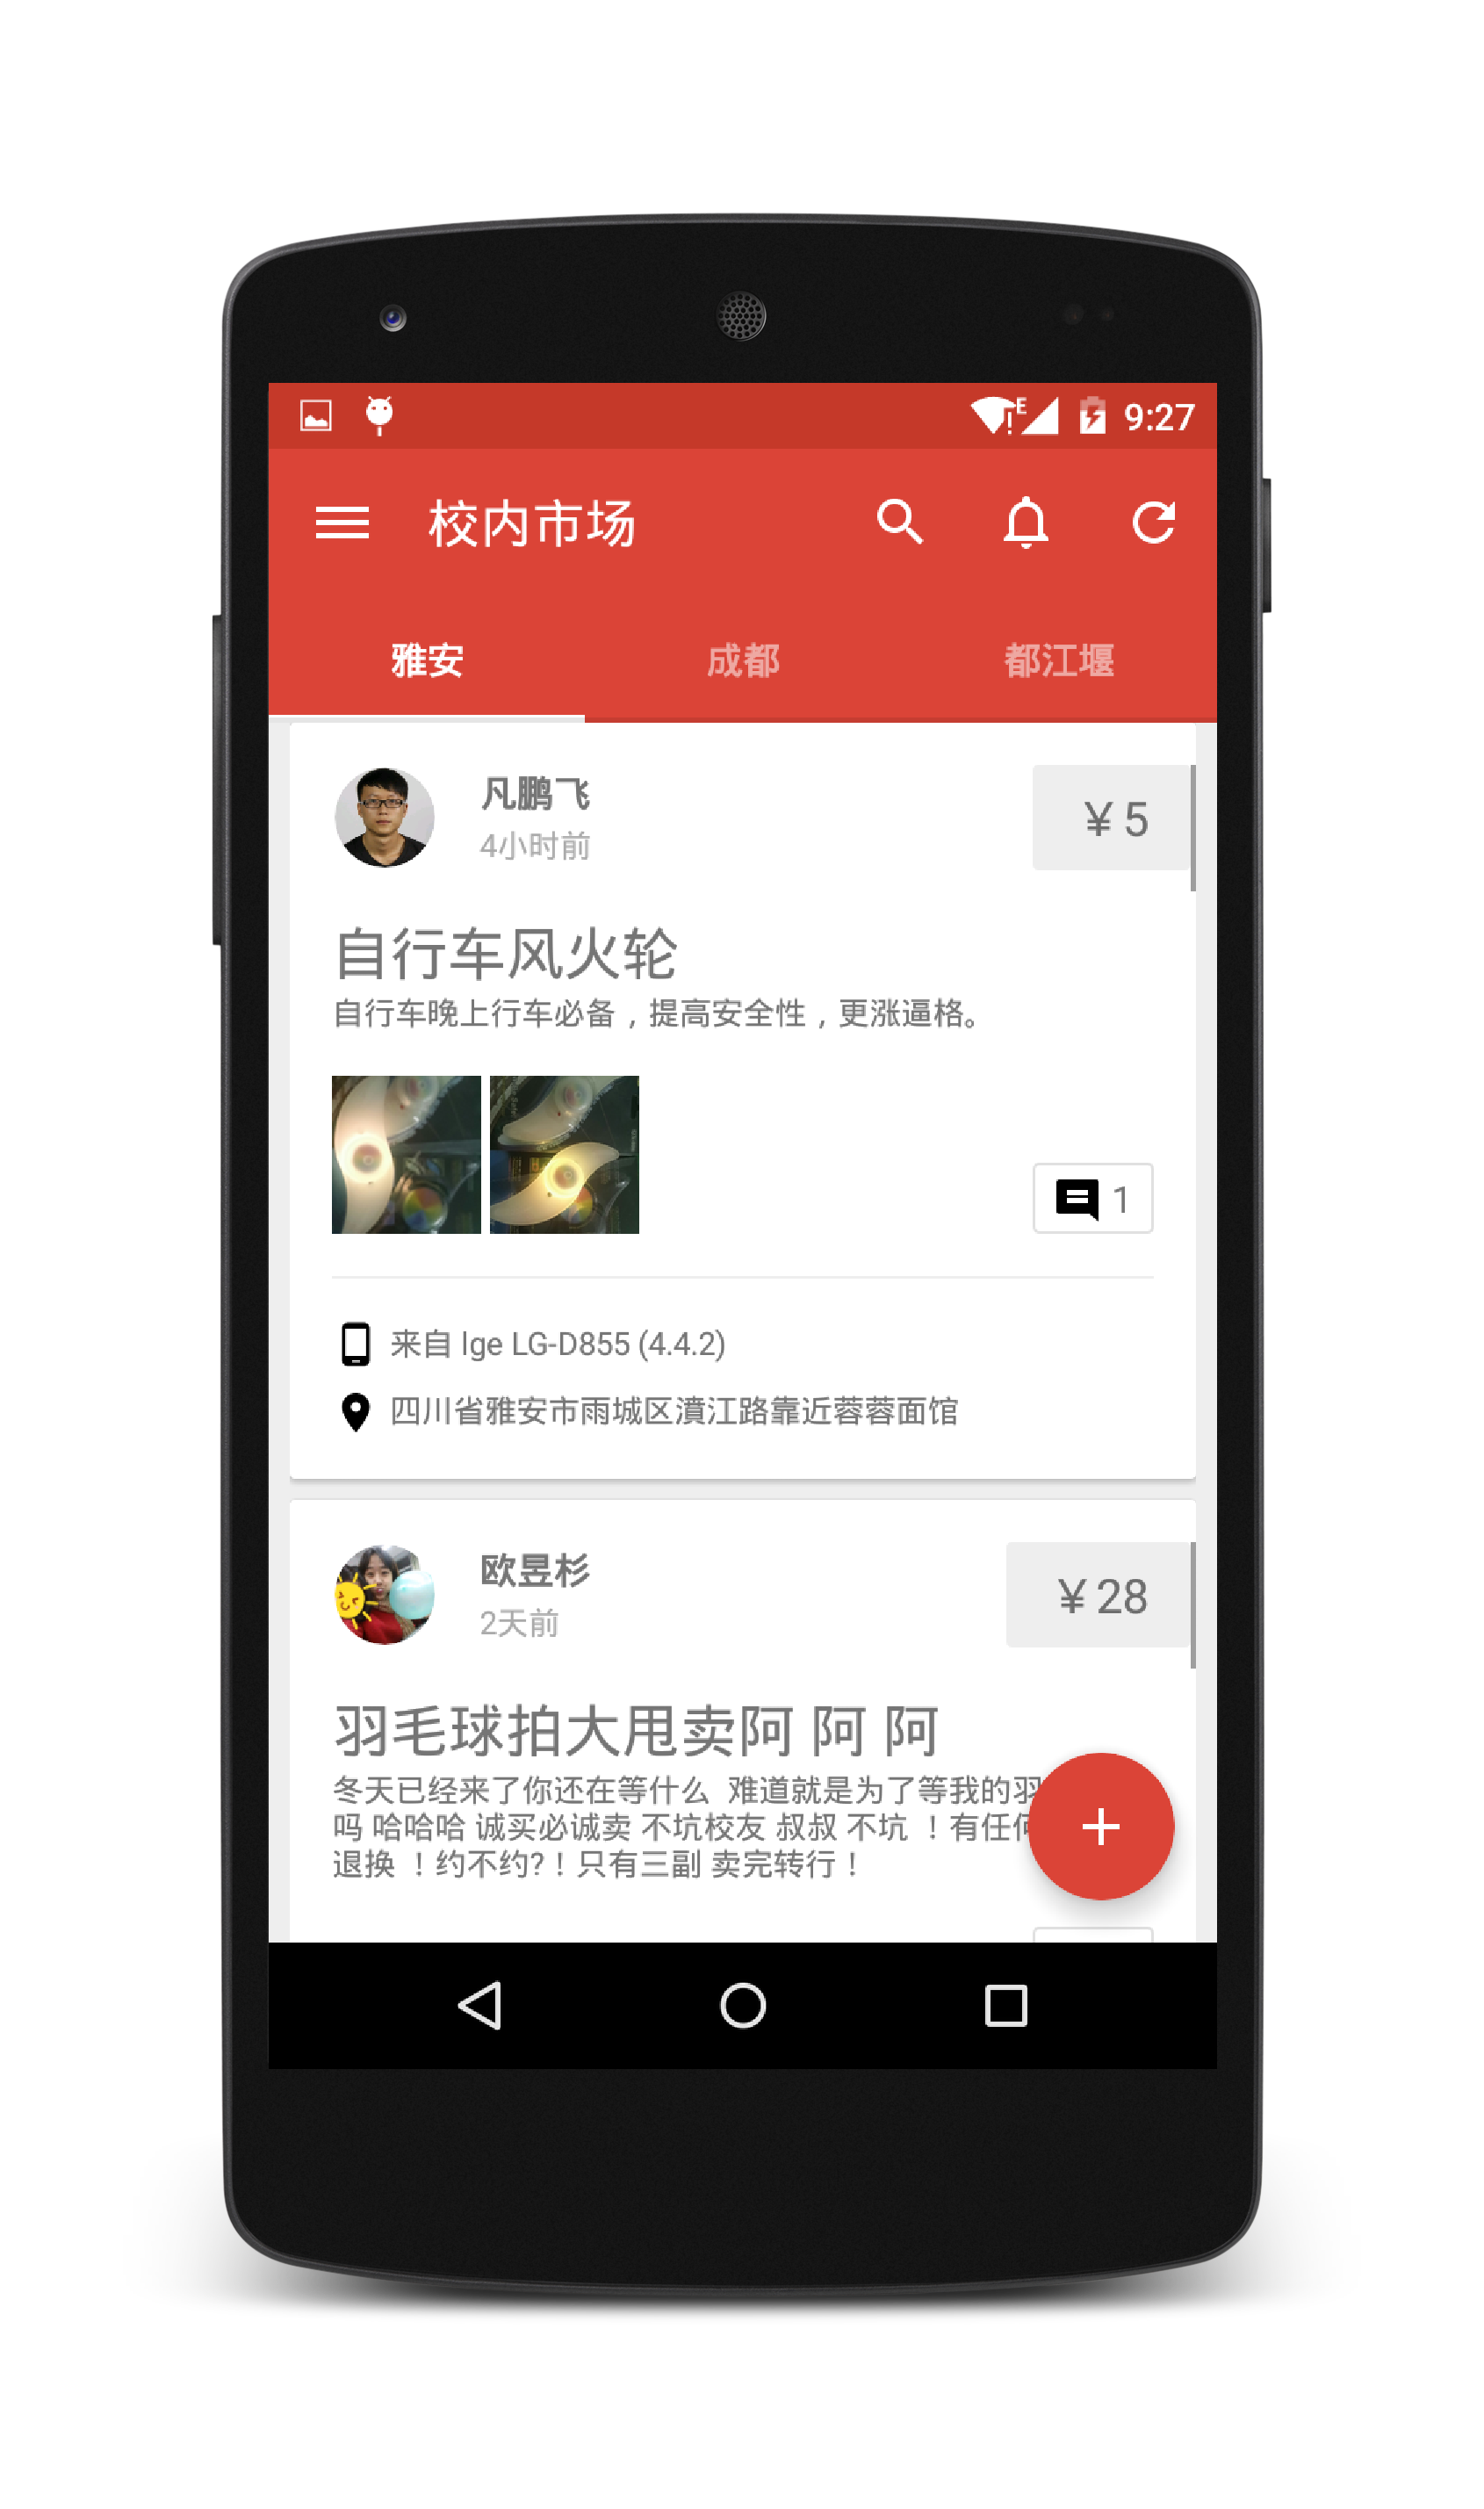 E 9:27
校内市场
雅安 成都 都江堰
凡鹏飞
4小时前
¥ 5
自行车风火轮
自行车晚上行车必备，提高安全性，更涨逼格。
1
来自 lge LG-D855 (4.4.2)
四川省雅安市雨城区濆江路靠近蓉蓉面馆
欧昱杉
2天前
¥ 28
羽毛球拍大甩卖阿 阿 阿
冬天已经来了你还在等什么 难道就是为了等我的羽
吗 哈哈哈 诚买必诚卖 不坑校友 叔叔 不坑 ！有任何
退换 ！约不约?！只有三副 卖完转行！